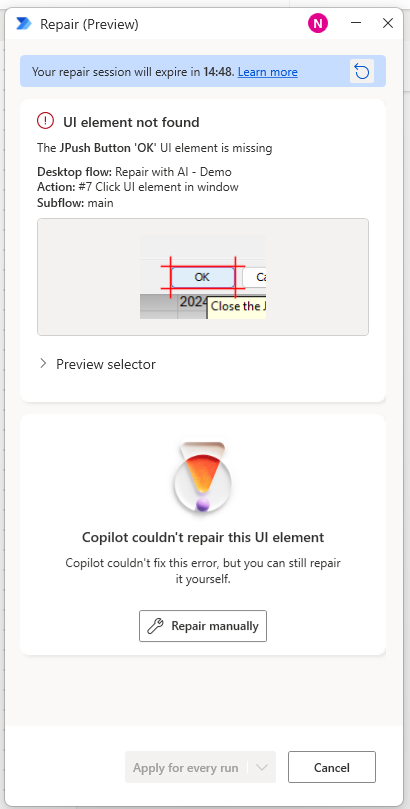 Repair (Preview)
N
Your repair session will expire in 14:48. Learn more
UI element not found
The JPush Button 'OK' UI element is missing
Desktop flow: Repair with AI - Demo
Action: #7 Click UI element in window
Subflow: main
OK
Ca
2024
Close the J
Preview selector
Copilot couldn't repair this UI element
Copilot couldn't fix this error, but you can still repair
it yourself.
Repair manually
Apply for every run
Cancel